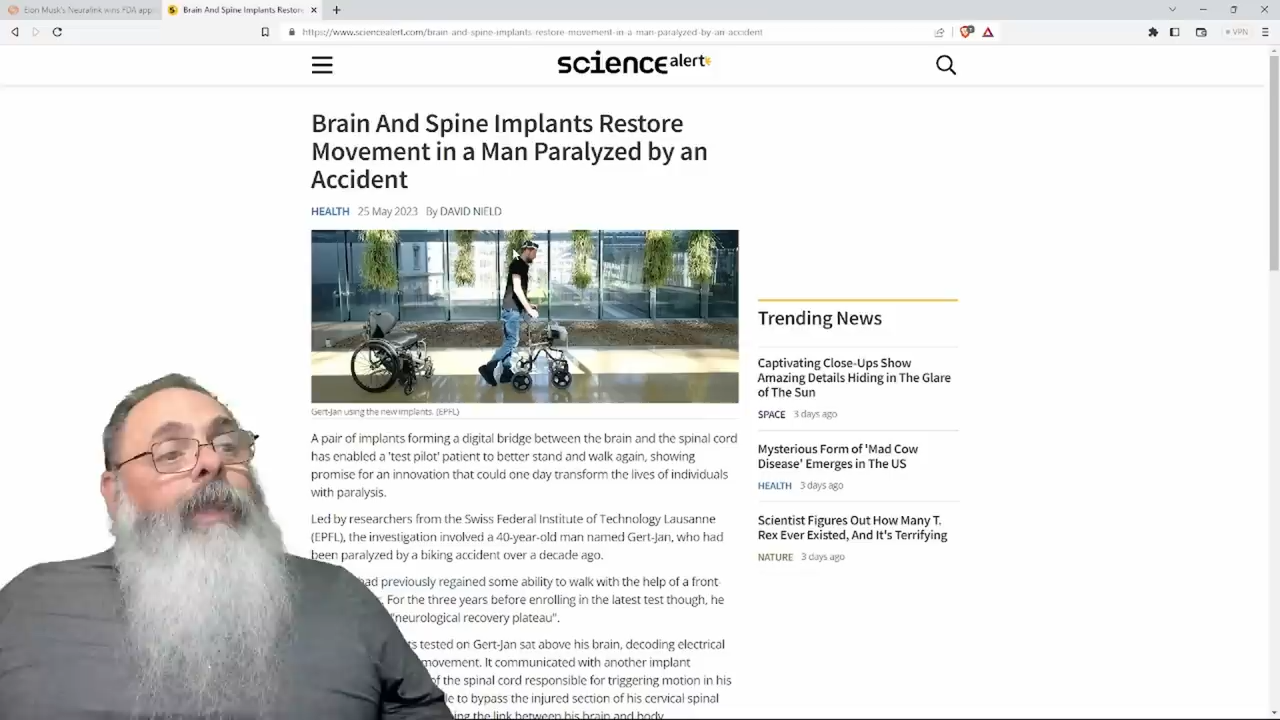 Elon Musk's Neuralink wins FDA app
Brain And Spine Implants Restore
https://www.sciencealert.com/brain-and-spine-implants-restore-movement-in-a-man-paralyzed-by-an-accident
VPN
science alert
Brain And Spine Implants Restore
Movement in a Man Paralyzed by an
Accident
HEALTH 25 May 2023 By DAVID NIELD
Gert-Jan using the new implants. (EPFL)
A pair of implants forming a digital bridge between the brain and the spinal cord
has enabled a 'test pilot' patient to better stand and walk again, showing
promise for an innovation that could one day transform the lives of individuals
with paralysis.
Led by researchers from the Swiss Federal Institute of Technology Lausanne
(EPFL), the investigation involved a 40-year-old man named Gert-Jan, who had
been paralyzed by a biking accident over a decade ago.
had previously regained some ability to walk with the help of a front-
For the three years before enrolling in the latest test though, he
"neurological recovery plateau".
tested on Gert-Jan sat above his brain, decoding electrical
movement. It communicated with another implant
of the spinal cord responsible for triggering motion in his
to bypass the injured section of his cervical spinal
the link between his brain and body.
Trending News
Captivating Close-Ups Show
Amazing Details Hiding in The Glare
of The Sun
SPACE 3 days ago
Mysterious Form of 'Mad Cow
Disease' Emerges in The US
HEALTH 3 days ago
Scientist Figures Out How Many T.
Rex Ever Existed, And It's Terrifying
NATURE 3 days ago